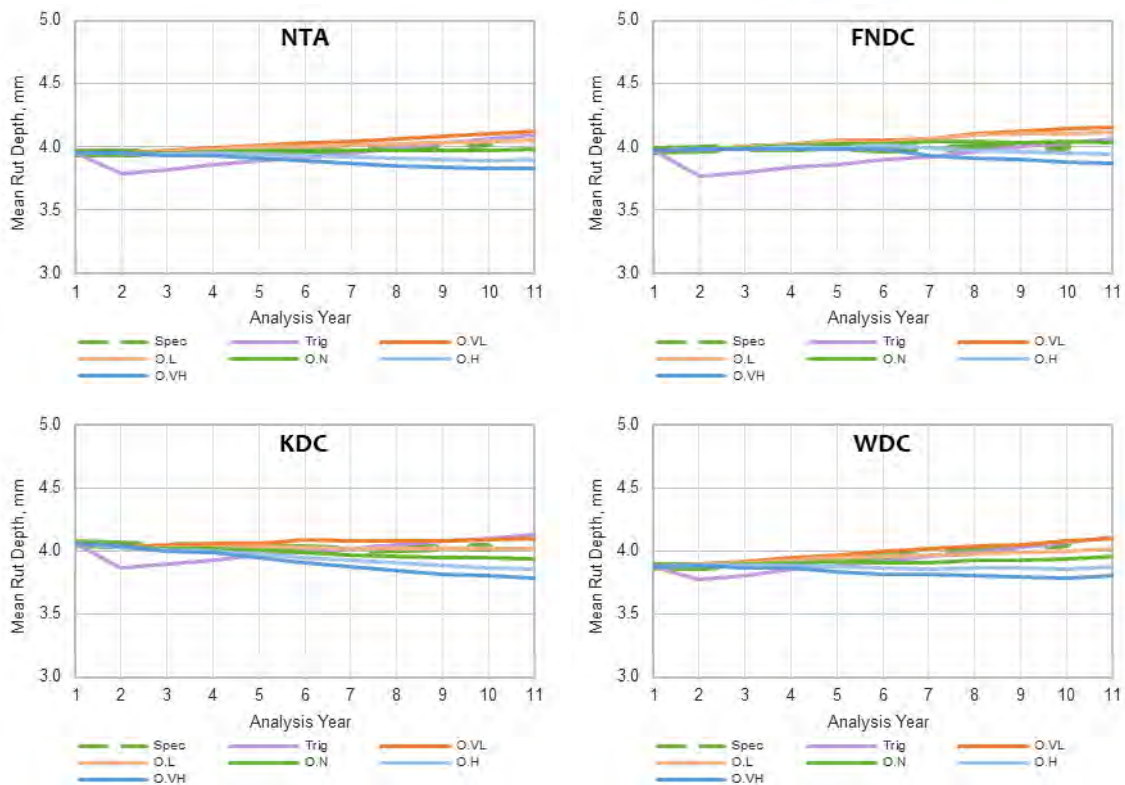 NTA
Mean Rut Depth, mm
5.0
4.5
4.0
3.5
3.0
1 2 3 4 5 6 7 8 9 10 11
Analysis Year
Spec Trig O.VL
O.L O.N O.H
O.VH
FNDC
Mean Rut Depth, mm
5.0
4.5
4.0
3.5
3.0
1 2 3 4 5 6 7 8 9 10 11
Analysis Year
Spec Trig O.VL
O.L O.N O.H
O.VH
KDC
Mean Rut Depth, mm
5.0
4.5
4.0
3.5
3.0
1 2 3 4 5 6 7 8 9 10 11
Analysis Year
Spec Trig O.VL
O.L O.N O.H
O.VH
WDC
Mean Rut Depth, mm
5.0
4.5
4.0
3.5
3.0
1 2 3 4 5 6 7 8 9 10 11
Analysis Year
Spec Trig O.VL
O.L O.N O.H
O.VH